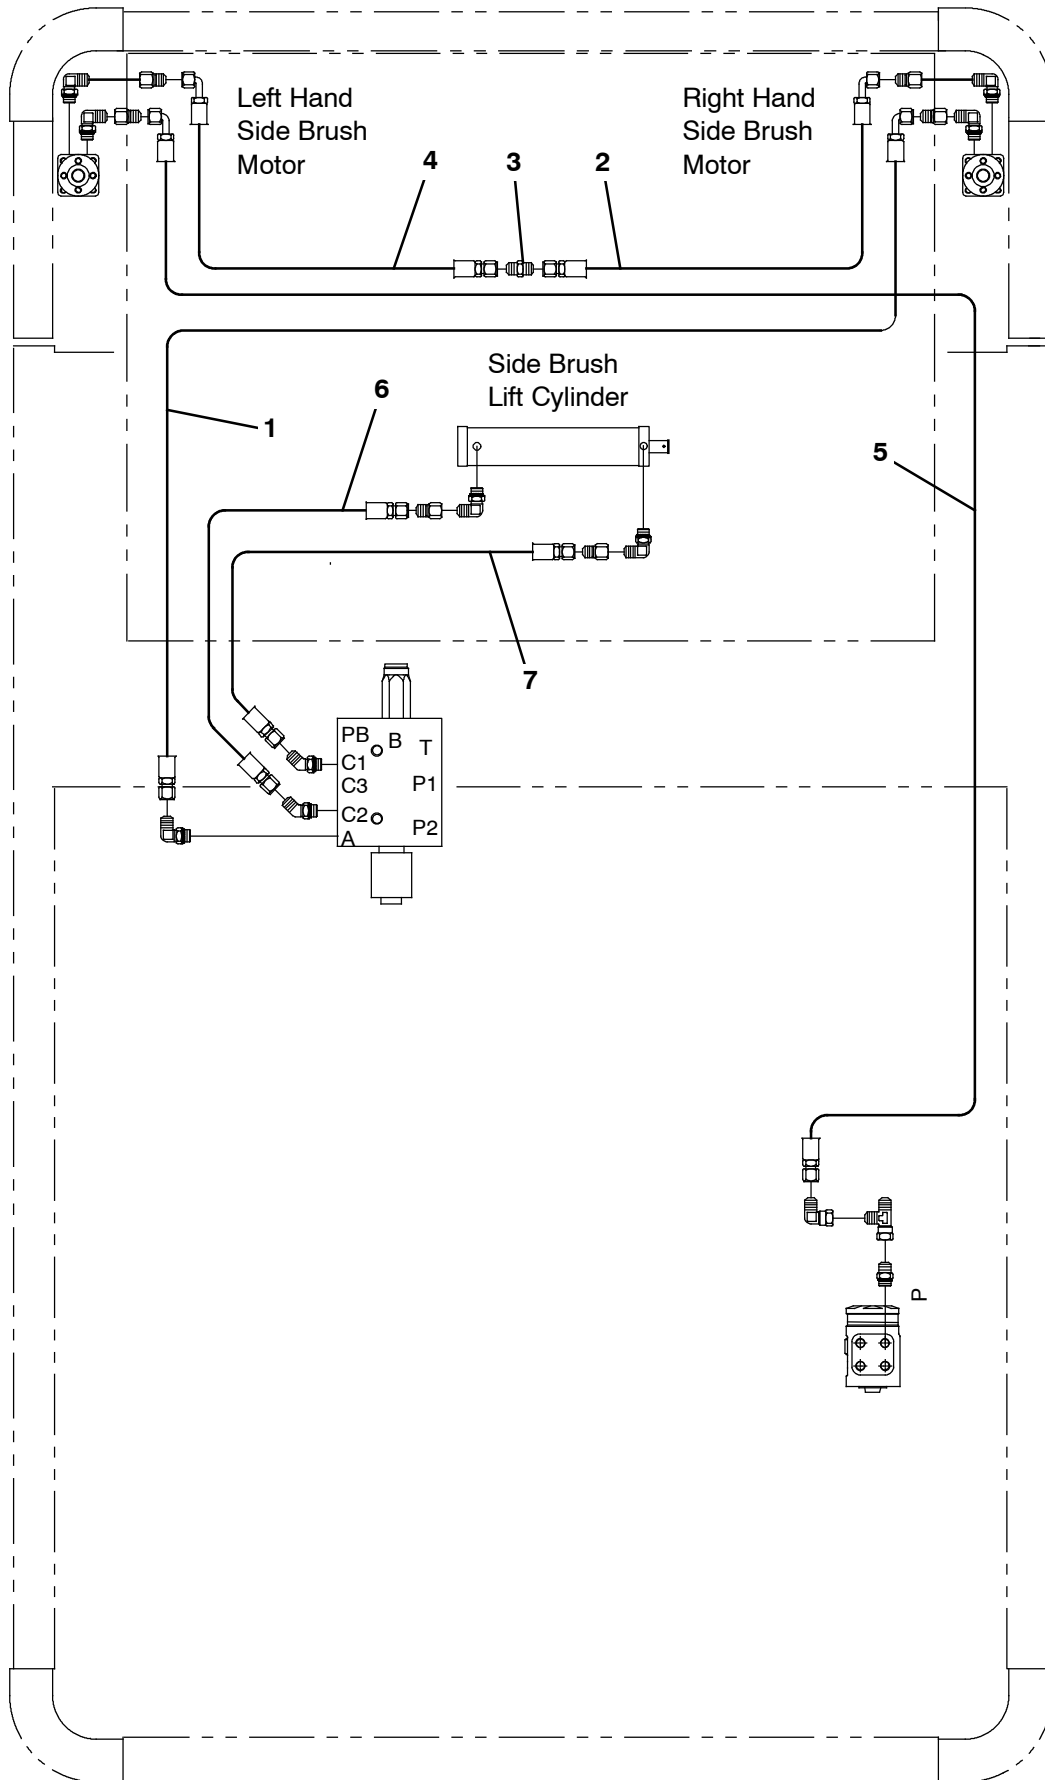 Left Hand
Side Brush
Motor
Right Hand
Side Brush
Motor
4
3
2
Side Brush
Lift Cylinder
6
1
5
7
PB
B
T
C1
C3
P1
C2
P2
A
P